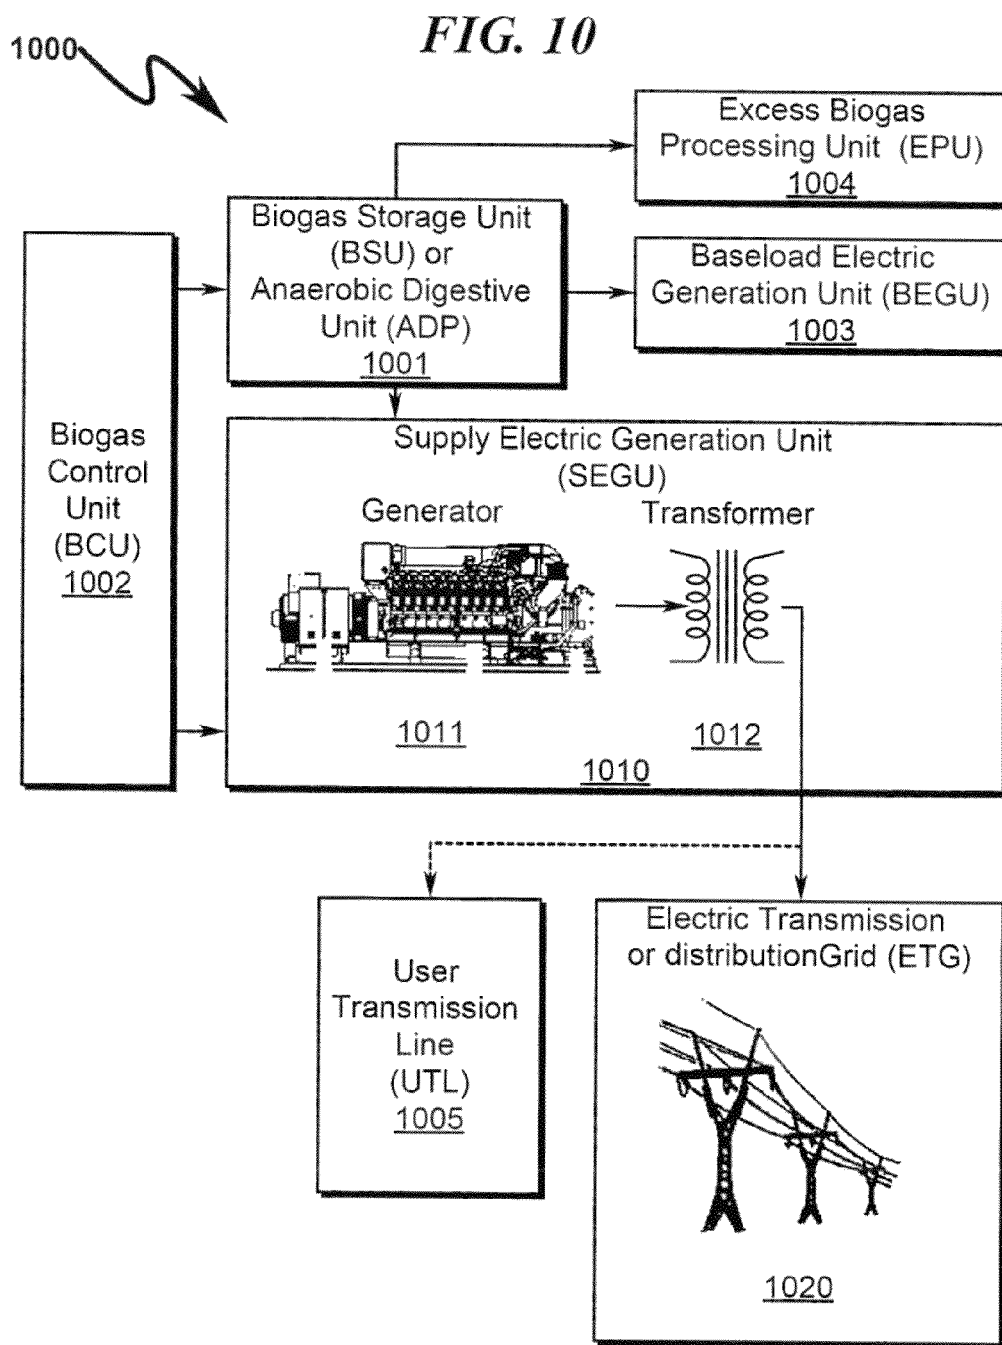 FIG. 10
1000
Excess Biogas
Processing Unit (EPU)
1004
Biogas Storage Unit
(BSU) or
Anaerobic Digestive
Unit (ADP)
1001
Baseload Electric
Generation Unit (BEGU)
1003
Biogas
Control
Unit
(BCU)
1002
Supply Electric Generation Unit
(SEGU)
Generator
Transformer
1011
1012
1010
User
Transmission
Line
(UTL)
1005
Electric Transmission
or distributionGrid (ETG)
1020